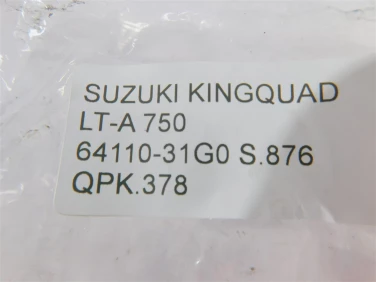 SUZUKI KINGQUAD
LT-A 750
64110-31G0 S.876
QPK.378